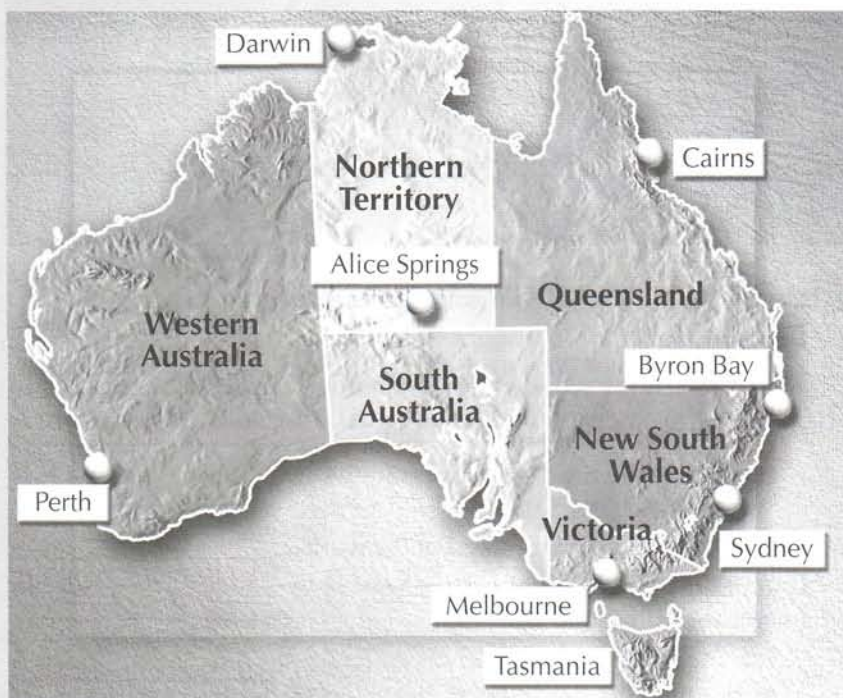 Darwin
Cairns
Northern
Territory
Alice Springs
Queensland
Western
Australia
South
Australia
Byron Bay
New South
Wales
Perth
Victoria
Sydney
Melbourne
Tasmania